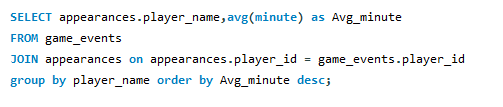 SELECT appearances.player_name,avg(minute) as Avg_minute
FROM game_events
JOIN appearances on appearances.player_id = game_events.player_id
group by player_name order by Avg_minute desc;